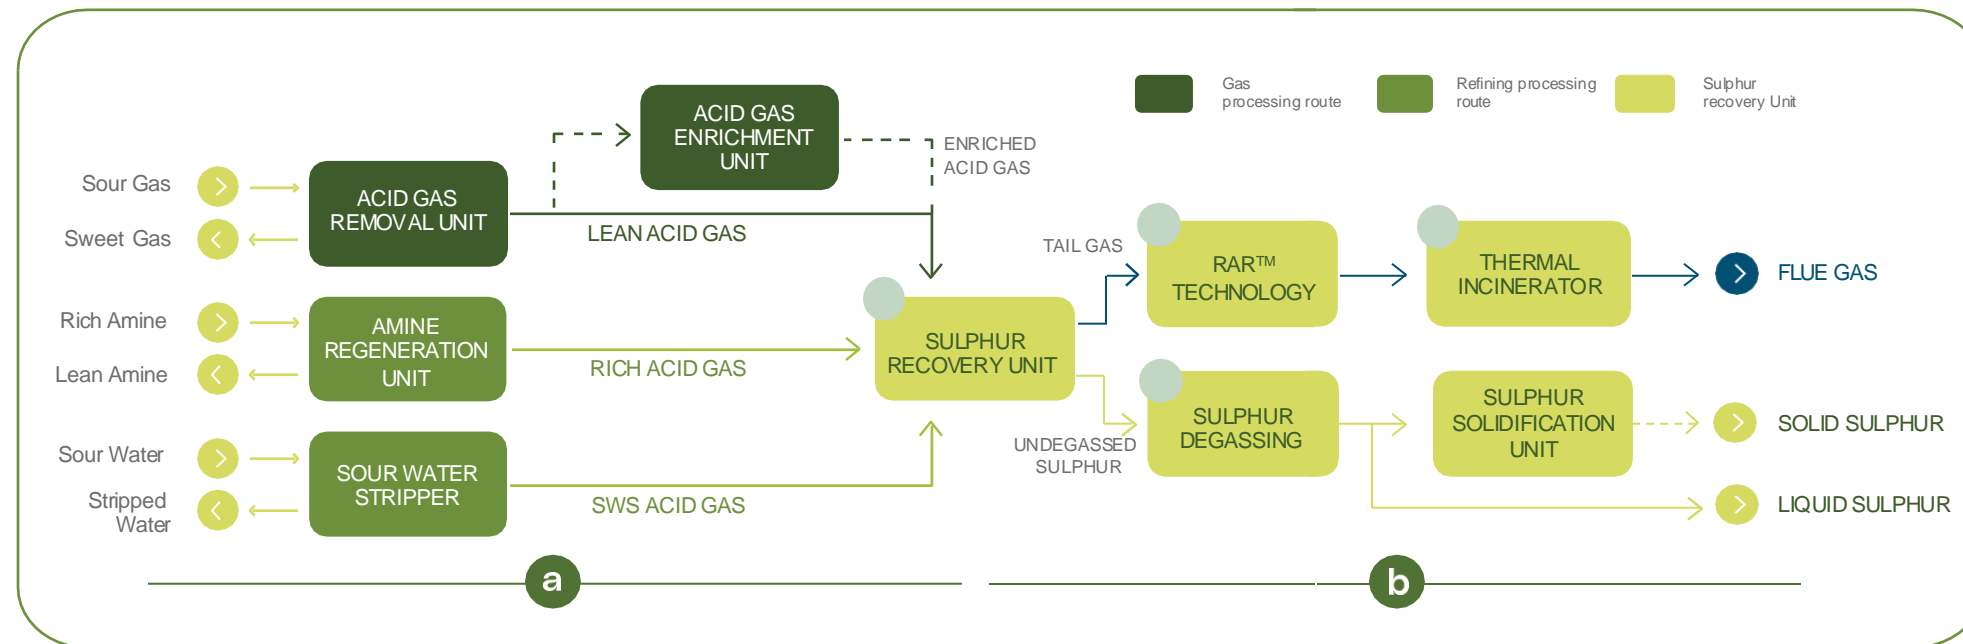 Gas
processing route
Refining processing
route
Sulphur
recovery Unit
ACID GAS
ENRICHMENT
UNIT
ENRICHED
ACID GAS
Sour Gas
Sweet Gas
ACID GAS
REMOVAL UNIT
LEAN ACID GAS
Rich Amine
Lean Amine
AMINE
REGENERATION
UNIT
RICH ACID GAS
Sour Water
Stripped
Water
SOUR WATER
STRIPPER
SWS ACID GAS
SULPHUR
RECOVERY UNIT
TAIL GAS
RAR™
TECHNOLOGY
THERMAL
INCINERATOR
FLUE GAS
UNDEGASSED
SULPHUR
SULPHUR
DEGASSING
SULPHUR
SOLIDIFICATION
UNIT
SOLID SULPHUR
LIQUID SULPHUR
a
b